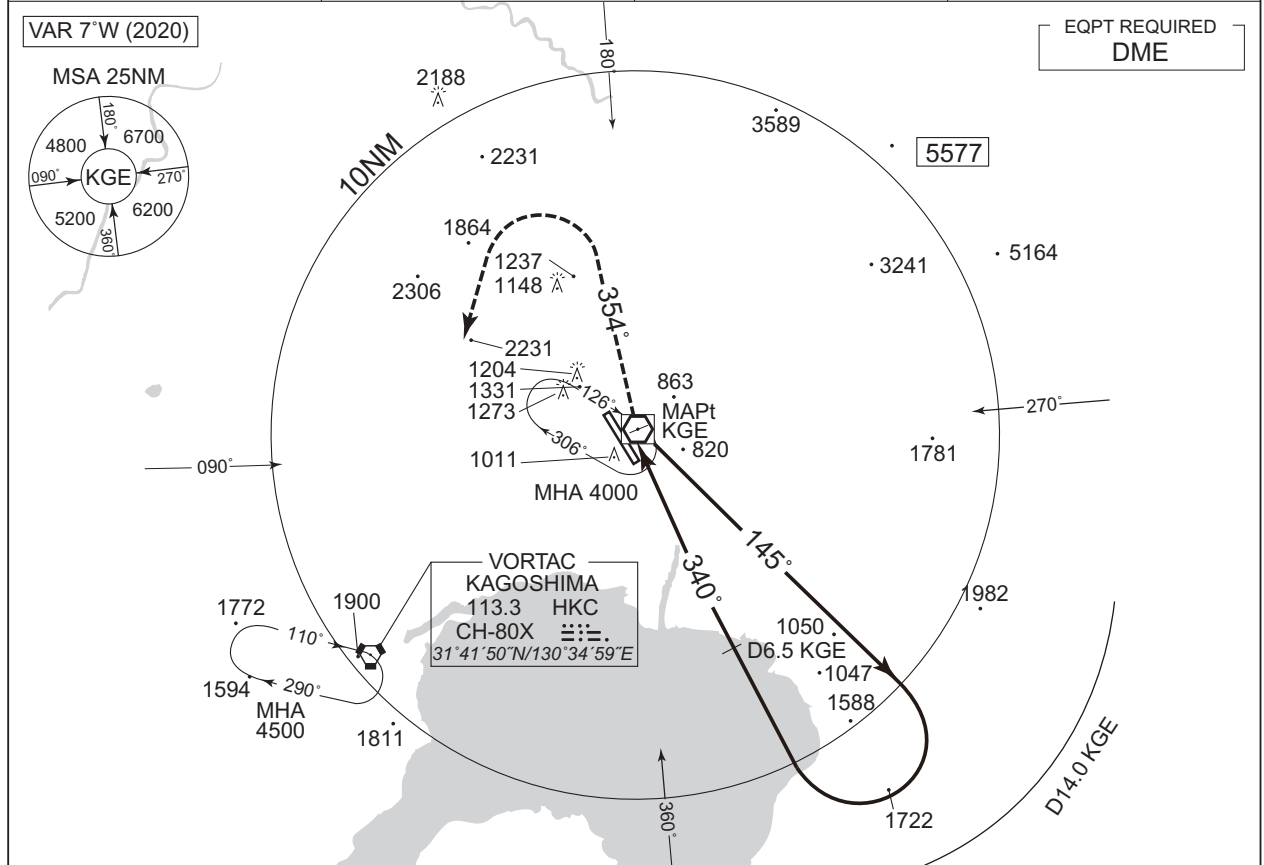 VAR 7˚W (2020)
MSA 25NM
180˚
4800
6700
090˚
KGE
270˚
5200
6200
360˚
EQPT REQUIRED
DME
180˚
2188
3589
5577
10NM
2231
1864
1237
1148
2306
354˚
3241
5164
2231
1204
1331
1273
126˚
863
MAPt
KGE
270˚
306˚
820
1781
1011
090˚
MHA 4000
145˚
340˚
VORTAC
KAGOSHIMA
113.3 HKC
CH-80X
31˚41´50˝N/130˚34´59˝E
1982
1900
1772
110˚
1050
D6.5 KGE
1047
1594
290˚
1588
MHA
4500
1811
D14.0 KGE
360˚
1722